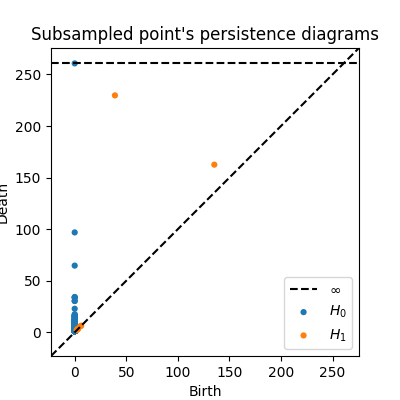 Subsampled point's persistence diagrams
250
200
150
100
50
0
Death
0 50 100 150 200 250
Birth
∞
H₀
H₁